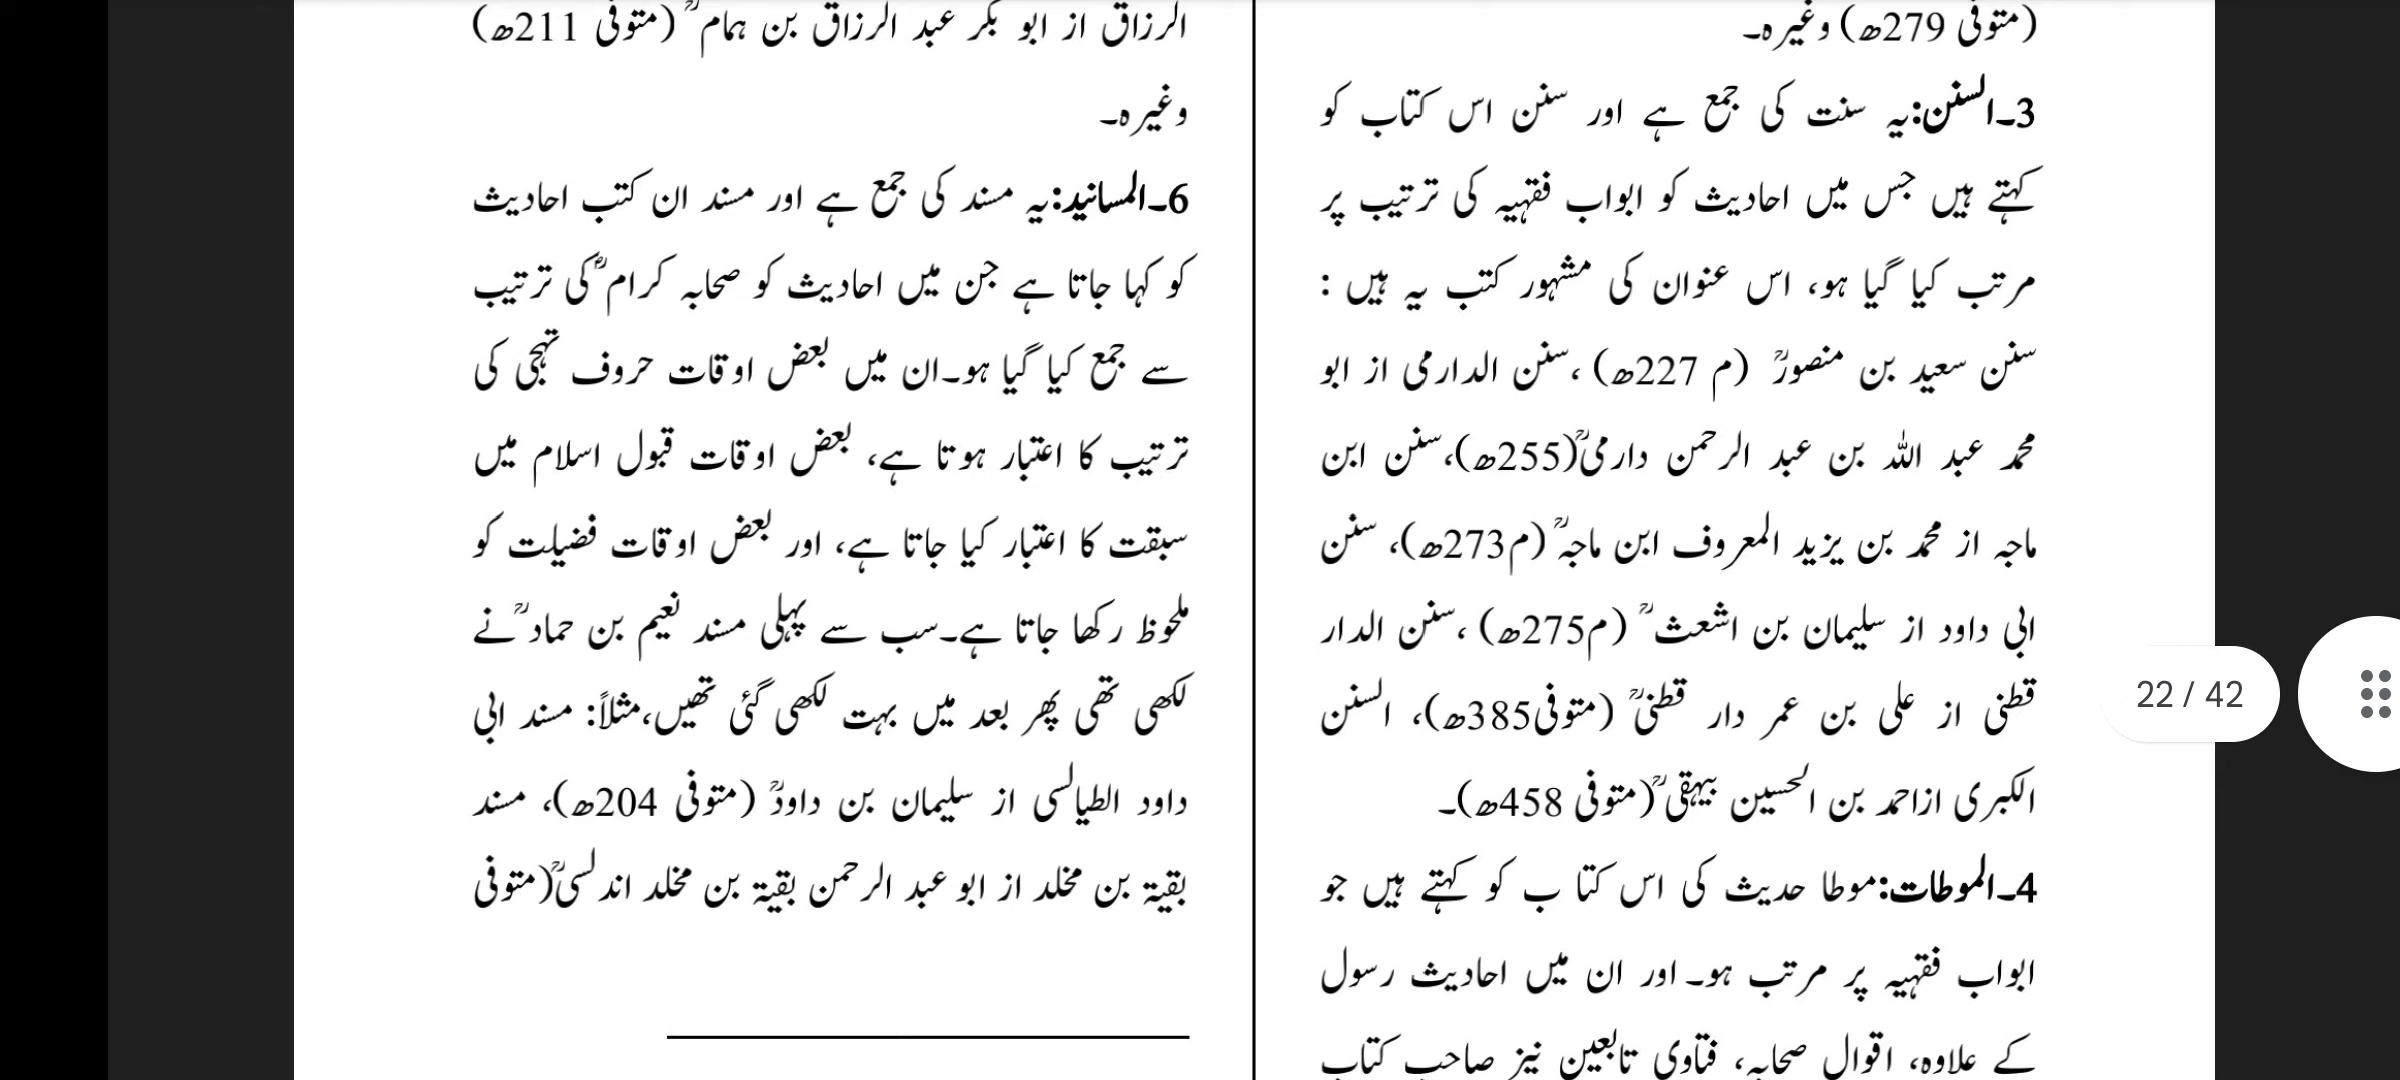 (متوفی 279ھ) وغیرہ۔
3۔السنن:یہ سنت کی جمع ہے اور سنن اس کتاب کو
کہتے ہیں جس میں احادیث کو ابواب فقہیہ کی ترتیب پر
مرتب کیا گیا ہو، اس عنوان کی مشہور کتب یہ ہیں :
سنن سعید بن منصورؒ (م 227ھ) ،سنن الدارمی از ابو
محمد عبد اللہ بن عبد الرحمن دارمیؒ(255ھ)،سنن ابن
ماجہ از محمد بن یزید المعروف ابن ماجہ ؒ (م273ھ)، سنن
ابی داود از سلیمان بن اشعث ؒ (م275ھ) ،سنن الدار
قطنی از علی بن عمر دار قطنیؒ (متوفی385ھ)، السنن
الکبری ازاحمد بن الحسین بیہقی ؒ(متوفی 458ھ)۔
4۔الموطات:موطا حدیث کی اس کتا ب کو کہتے ہیں جو
ابواب فقہیہ پر مرتب ہو۔اور ان میں احادیث رسول
کے علاوہ، اقوال صحابہ، فتاوی تابعین نیز صاحب کتاب
الرزاق از ابو بکر عبد الرزاق بن ہمام ؒ (متوفی 211ھ)
وغیرہ۔
6۔المسانید:یہ مسند کی جمع ہے اور مسند ان کتب احادیث
کو کہا جاتا ہے جن میں احادیث کو صحابہ کرام ؓکی ترتیب
سے جمع کیا گیا ہو۔ان میں بعض اوقات حروف تہجی کی
ترتیب کا اعتبار ہوتا ہے، بعض اوقات قبول اسلام میں
سبقت کا اعتبار کیا جاتا ہے، اور بعض اوقات فضیلت کو
ملحوظ رکھا جاتا ہے۔سب سے پہلی مسند نعیم بن حماد ؒنے
لکھی تھی پھر بعد میں بہت لکھی گئی تھیں،مثلاً: مسند ابی
داود الطیالسی از سلیمان بن داودؒ (متوفی 204ھ)، مسند
بقیۃ بن مخلد از ابو عبد الرحمن بقیۃ بن مخلد اندلسیؒ(متوفی
22 / 42